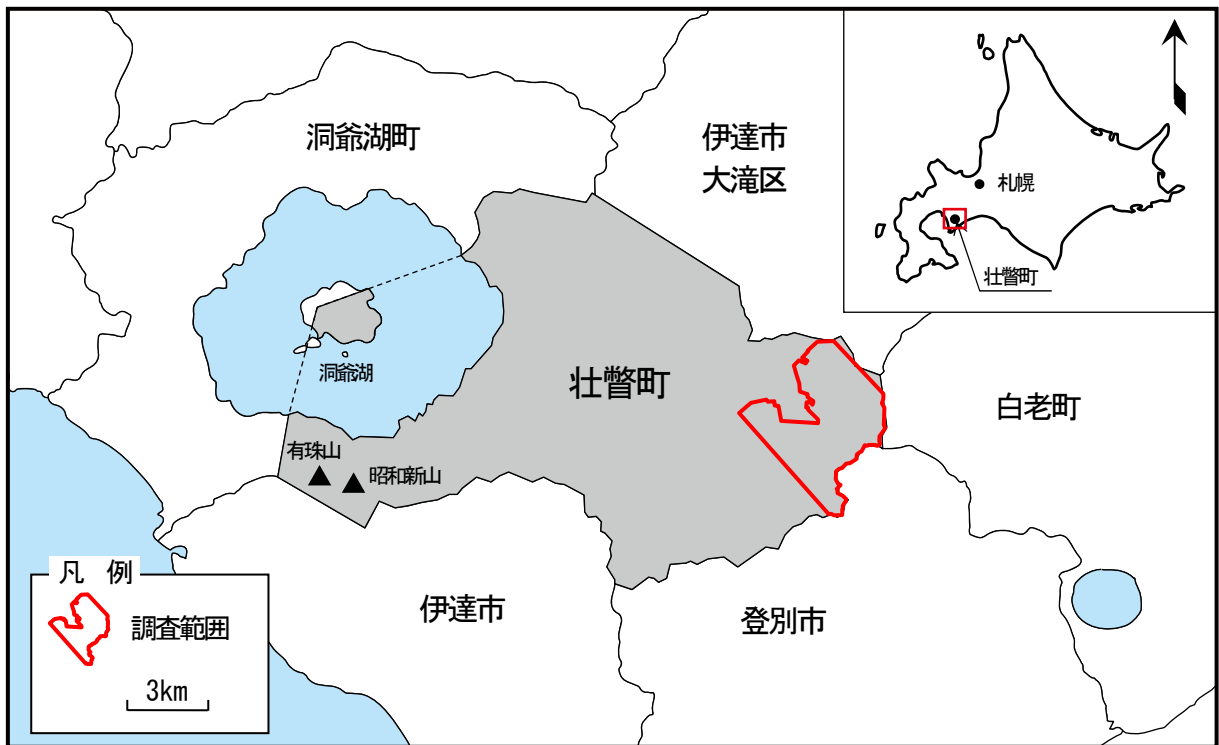 洞爺湖町
伊達市
大滝区
札幌
壮瞥町
洞爺湖
壮瞥町
白老町
有珠山
昭和新山
凡 例
調査範囲
3km
伊達市
登別市